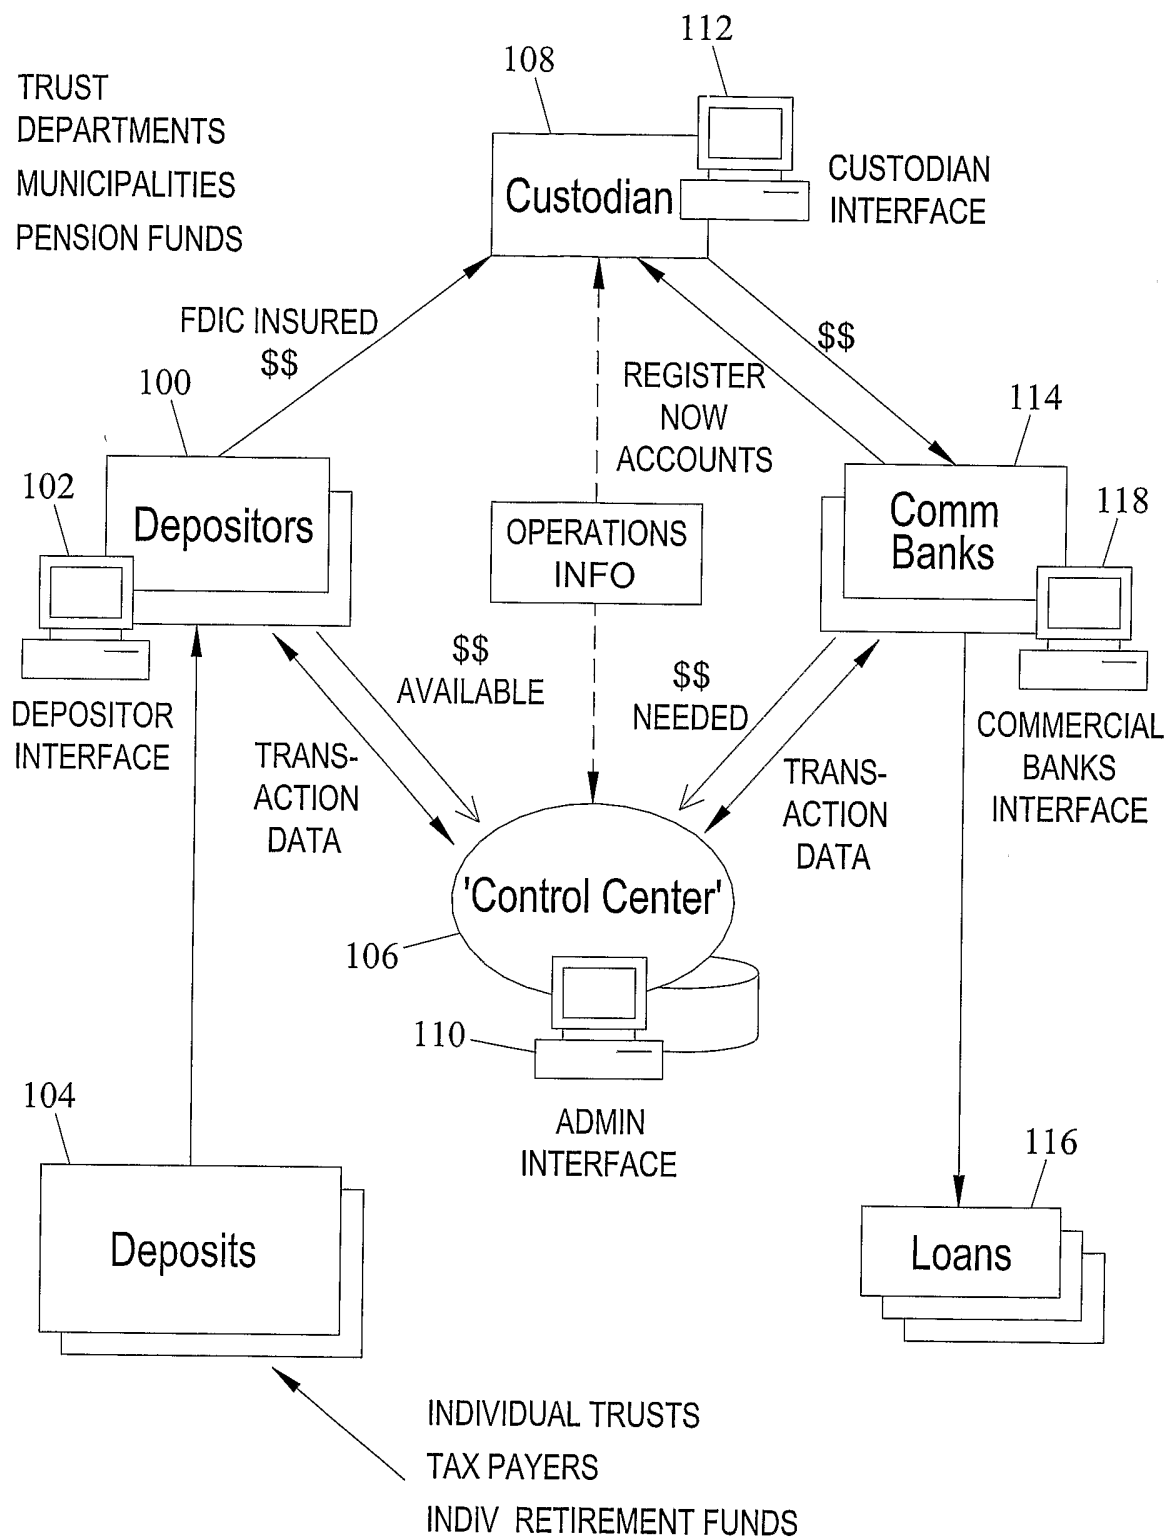 112
108
TRUST
DEPARTMENTS
MUNICIPALITIES
PENSION FUNDS
Custodian
CUSTODIAN
INTERFACE
FDIC INSURED
$$
$$
REGISTER
NOW
ACCOUNTS
100
114
102
118
Depositors
Comm
Banks
OPERATIONS
INFO
$$
AVAILABLE
$$
NEEDED
DEPOSITOR
INTERFACE
COMMERCIAL
BANKS
INTERFACE
TRANS-
ACTION
DATA
TRANS-
ACTION
DATA
'Control Center'
106
110
ADMIN
INTERFACE
104
116
Deposits
Loans
INDIVIDUAL TRUSTS
TAX PAYERS
INDIV RETIREMENT FUNDS